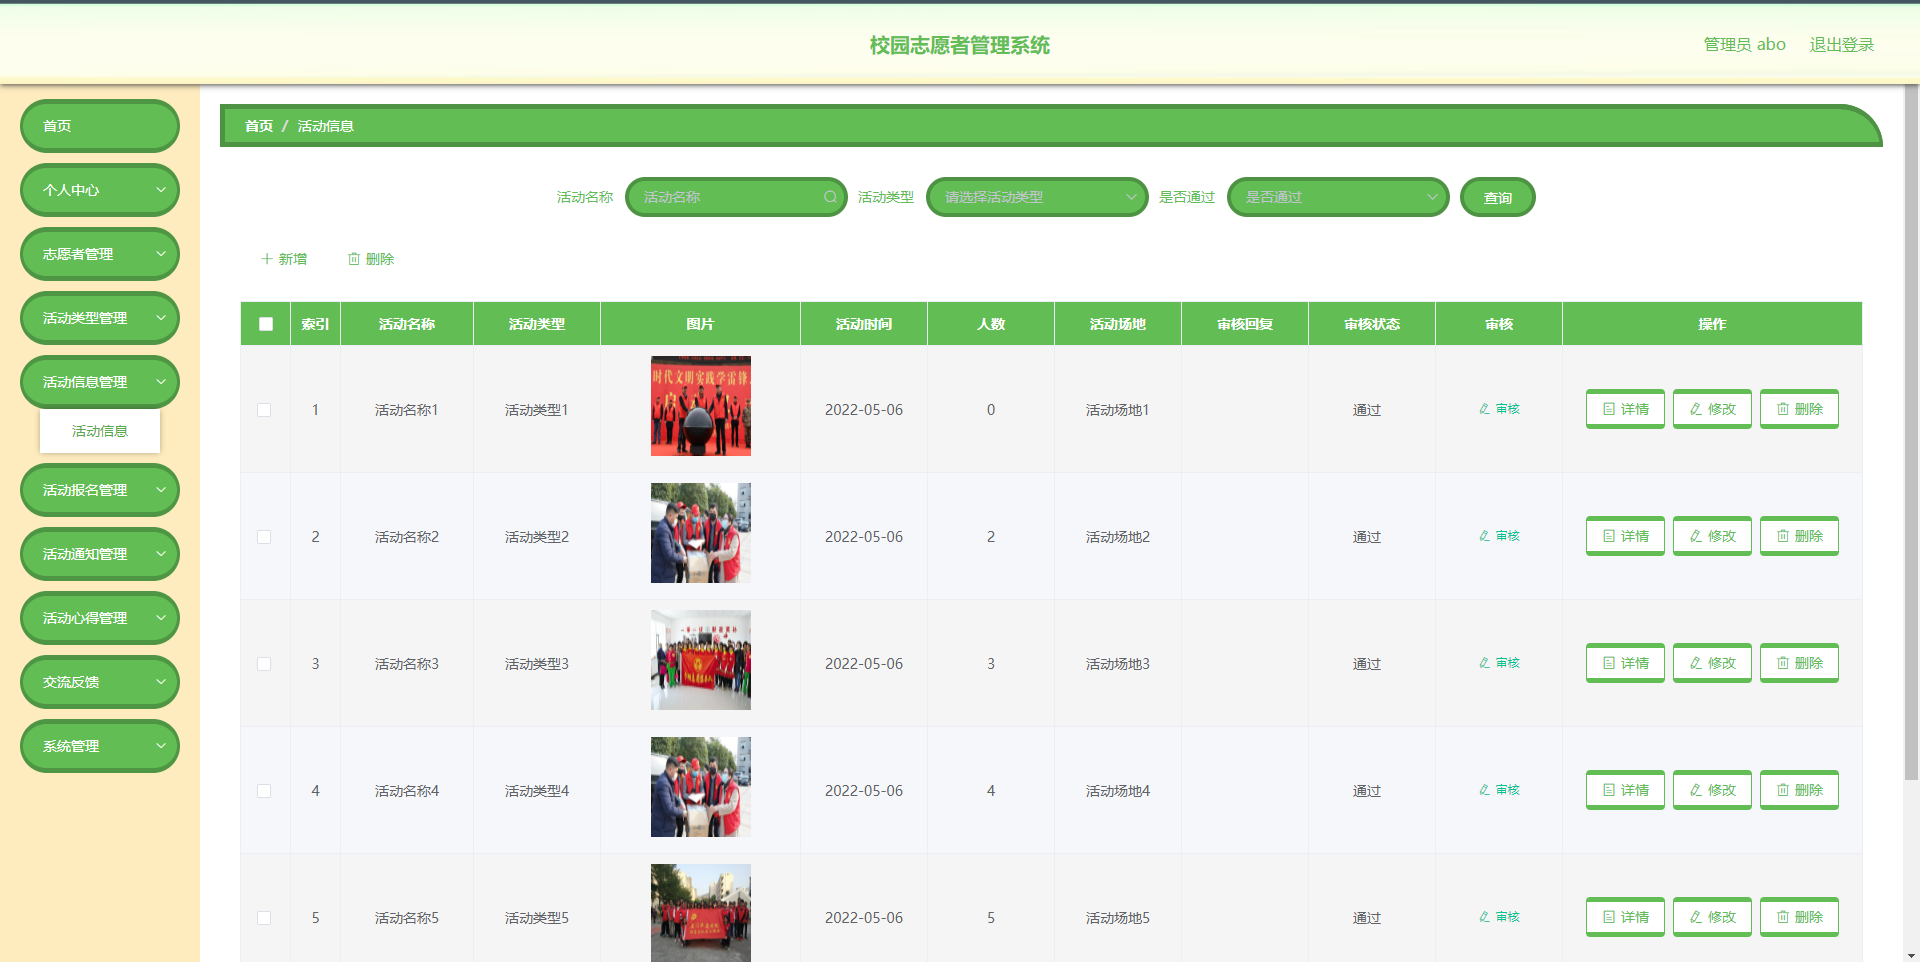 校园志愿者管理系统
管理员 abo 退出登录
首页
个人中心
志愿者管理
活动类型管理
活动信息管理
活动信息
活动报名管理
活动通知管理
活动心得管理
交流反馈
系统管理
首页 / 活动信息
活动名称 活动名称 活动类型 请选择活动类型 是否通过 是否通过 查询
新增 删除
索引 活动名称 活动类型 图片 活动时间 人数 活动场地 审核回复 审核状态 审核 操作
时代文明实践学雷锋
1 活动名称1 活动类型1 2022-05-06 0 活动场地1 通过 审核 详情 修改 删除
2 活动名称2 活动类型2 2022-05-06 2 活动场地2 通过 审核 详情 修改 删除
3 活动名称3 活动类型3 2022-05-06 3 活动场地3 通过 审核 详情 修改 删除
4 活动名称4 活动类型4 2022-05-06 4 活动场地4 通过 审核 详情 修改 删除
5 活动名称5 活动类型5 2022-05-06 5 活动场地5 通过 审核 详情 修改 删除